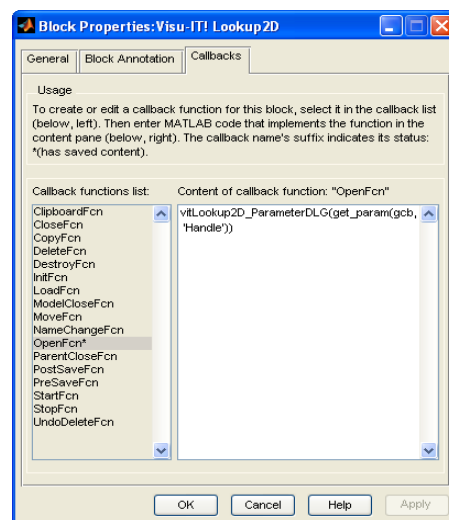 Block Properties:Visu-IT! Lookup2D
General Block Annotation Callbacks
Usage
To create or edit a callback function for this block, select it in the callback list
(below, left). Then enter MATLAB code that implements the function in the
content pane (below, right). The callback name's suffix indicates its status:
*(has saved content).
Callback functions list: Content of callback function: "OpenFcn"
ClipboardFcn
CloseFcn
CopyFcn
DeleteFcn
DestroyFcn
InitFcn
LoadFcn
ModelCloseFcn
MoveFcn
NameChangeFcn
OpenFcn*
ParentCloseFcn
PostSaveFcn
PreSaveFcn
StartFcn
StopFcn
UndoDeleteFcn
vitLookup2D_ParameterDLG(get_param(gcb,
'Handle'))
OK Cancel Help Apply